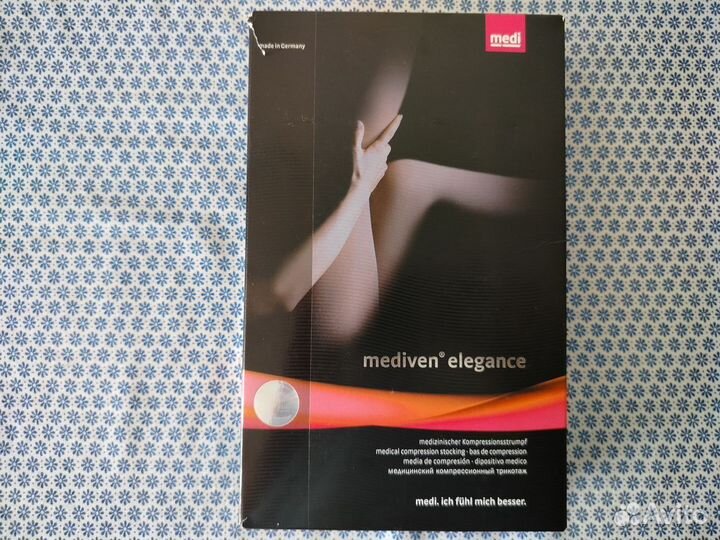 medi
made in Germany
mediven® elegance
medizinischer Kompressionsstrumpf
medical compression stocking · bas de compression
media de compresión · dipositivo medico
медицинский компрессионный трикотаж
medi. ich fühl mich besser.
Avito